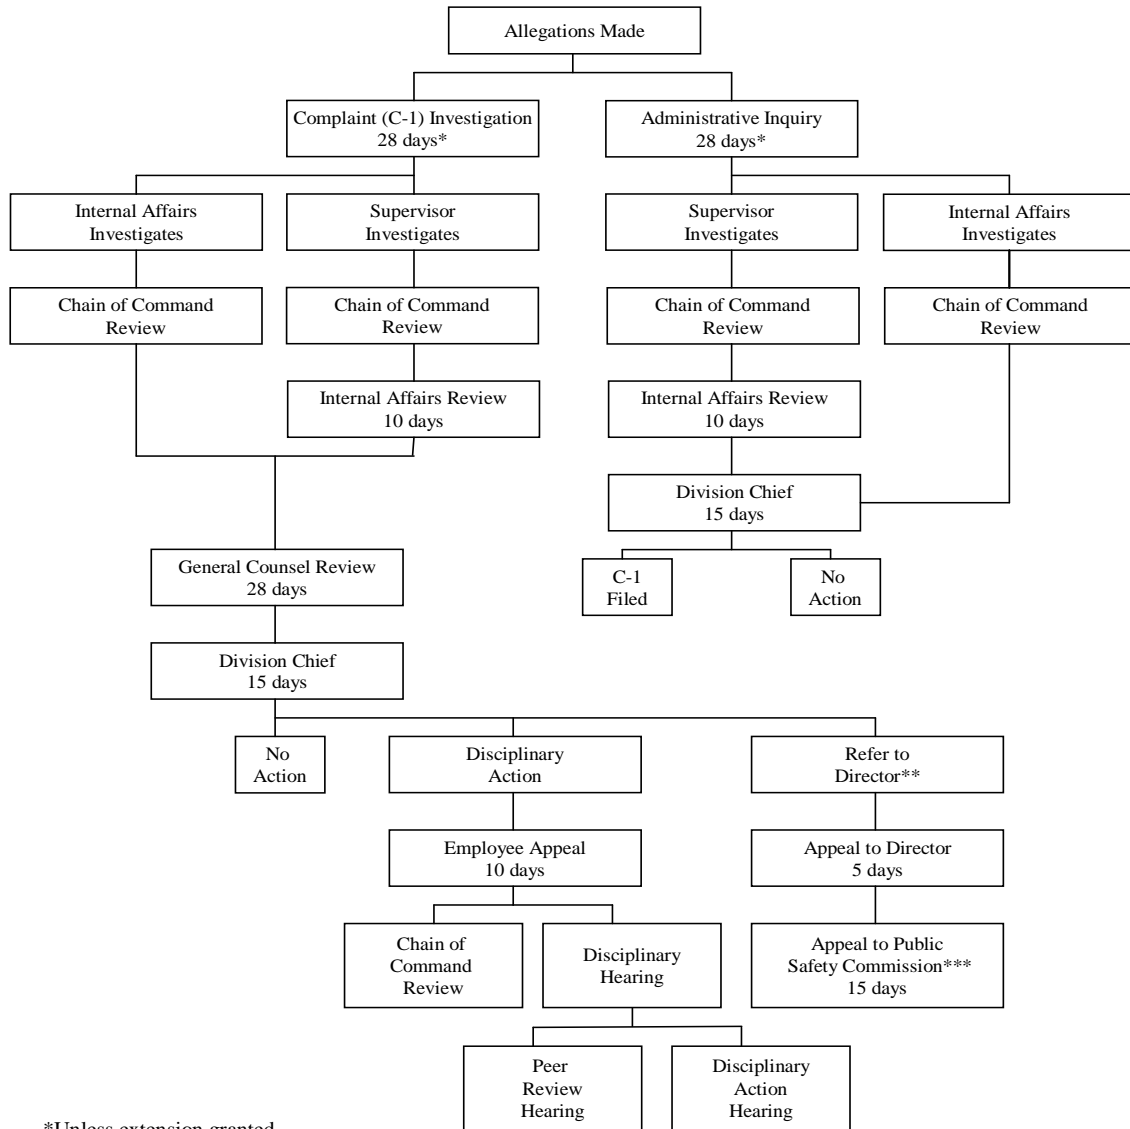 Allegations Made
Complaint (C-1) Investigation
28 days*
Administrative Inquiry
28 days*
Internal Affairs
Investigates
Supervisor
Investigates
Supervisor
Investigates
Internal Affairs
Investigates
Chain of Command
Review
Chain of Command
Review
Chain of Command
Review
Chain of Command
Review
Internal Affairs Review
10 days
Internal Affairs Review
10 days
Division Chief
15 days
General Counsel Review
28 days
C-1
Filed
No
Action
Division Chief
15 days
No
Action
Disciplinary
Action
Refer to
Director**
Employee Appeal
10 days
Appeal to Director
5 days
Chain of
Command
Review
Disciplinary
Hearing
Appeal to Public
Safety Commission***
15 days
Peer
Review
Hearing
Disciplinary
Action
Hearing
*Unless extension granted